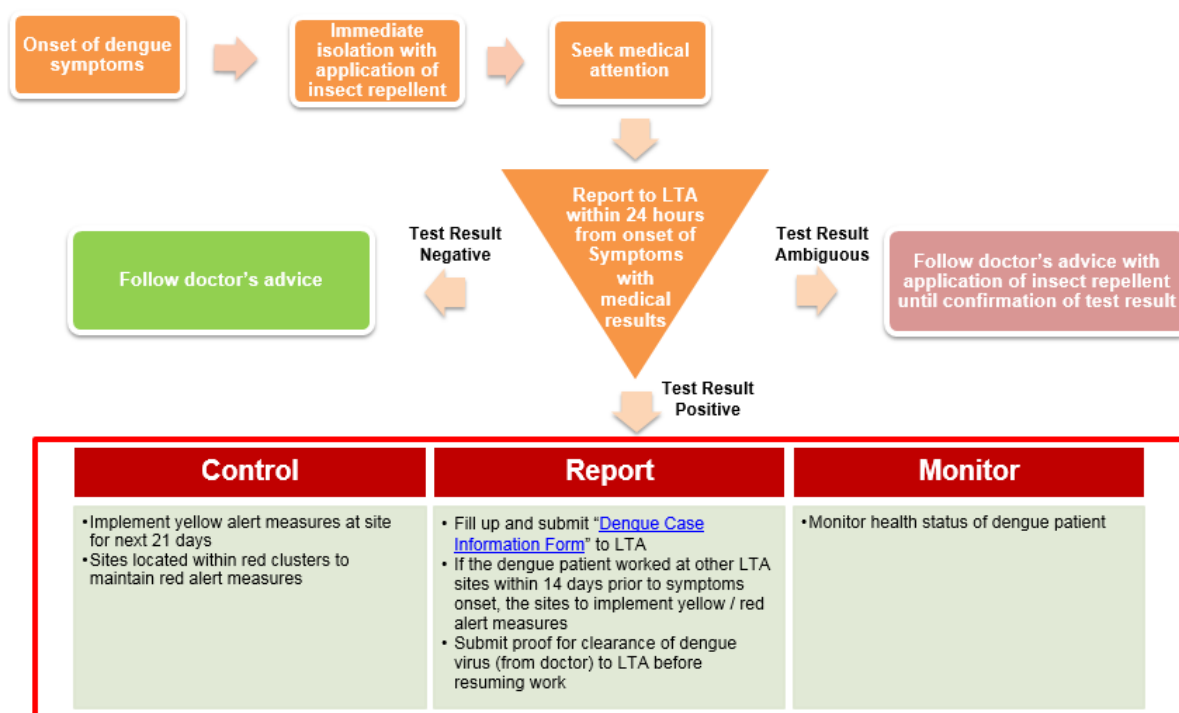 Onset of dengue
symptoms
Immediate
isolation with
application of
insect repellent
Seek medical
attention
Report to LTA
within 24 hours
from onset of
Symptoms
with
medical
results
Test Result
Negative
Follow doctor's advice
Test Result
Ambiguous
Follow doctor's advice with
application of insect repellent
until confirmation of test result
Test Result
Positive
Control
•Implement yellow alert measures at site
for next 21 days
•Sites located within red clusters to
maintain red alert measures
Report
• Fill up and submit “Dengue Case
Information Form” to LTA
• If the dengue patient worked at other LTA
sites within 14 days prior to symptoms
onset, the sites to implement yellow / red
alert measures
• Submit proof for clearance of dengue
virus (from doctor) to LTA before
resuming work
Monitor
•Monitor health status of dengue patient